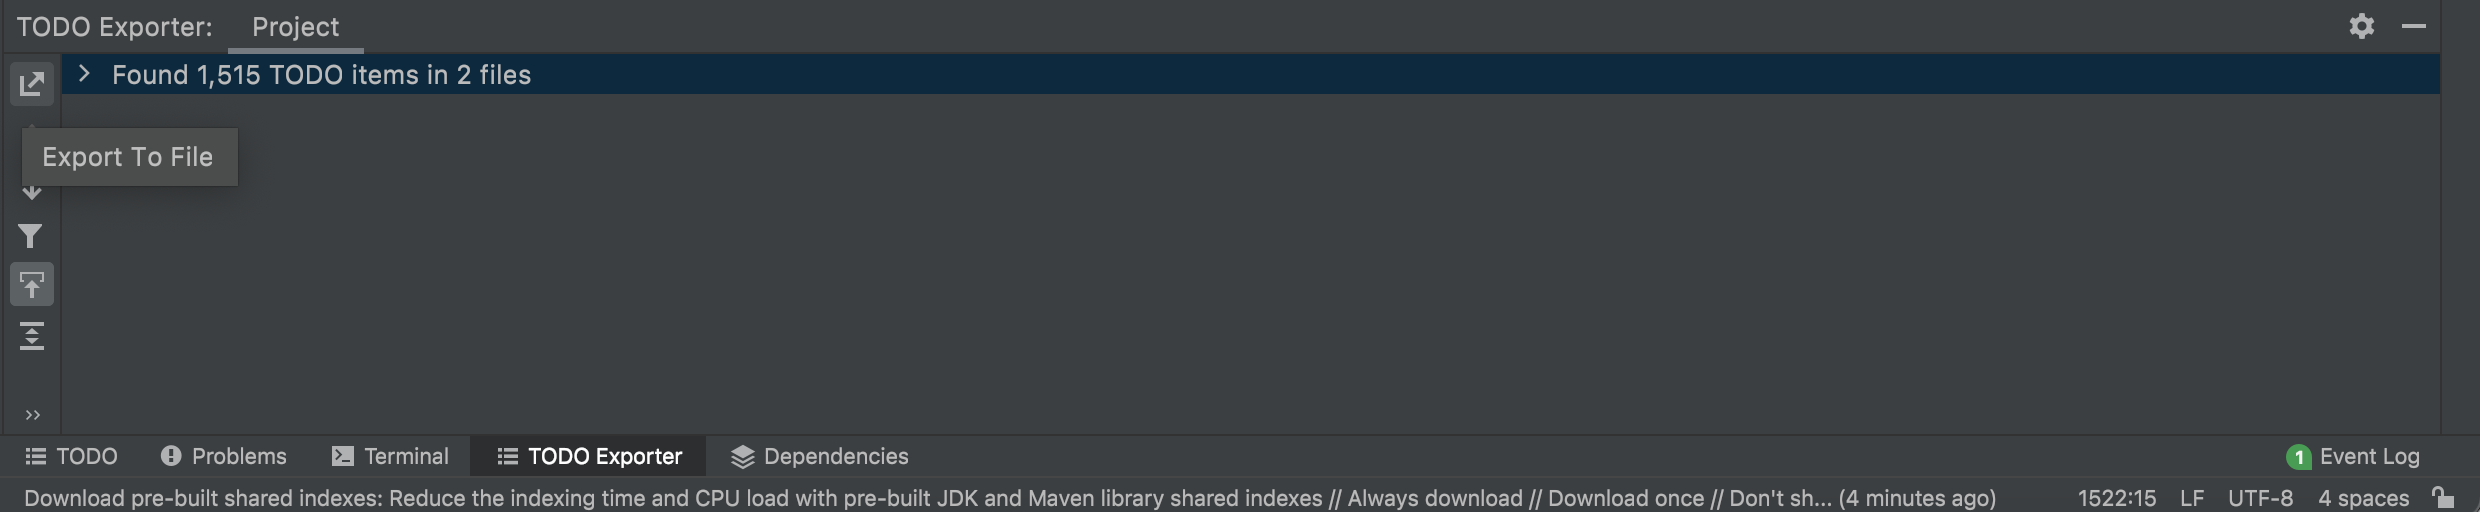 TODO Exporter: Project
Found 1,515 TODO items in 2 files
Export To File
TODO Problems Terminal TODO Exporter Dependencies 1 Event Log
Download pre-built shared indexes: Reduce the indexing time and CPU load with pre-built JDK and Maven library shared indexes // Always download // Download once // Don't sh... (4 minutes ago) 1522:15 LF UTF-8 4 spaces